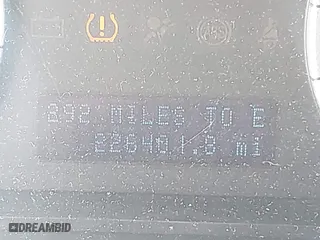 ABS
292 MILES TO E
226401.8 mi
DREAMBID